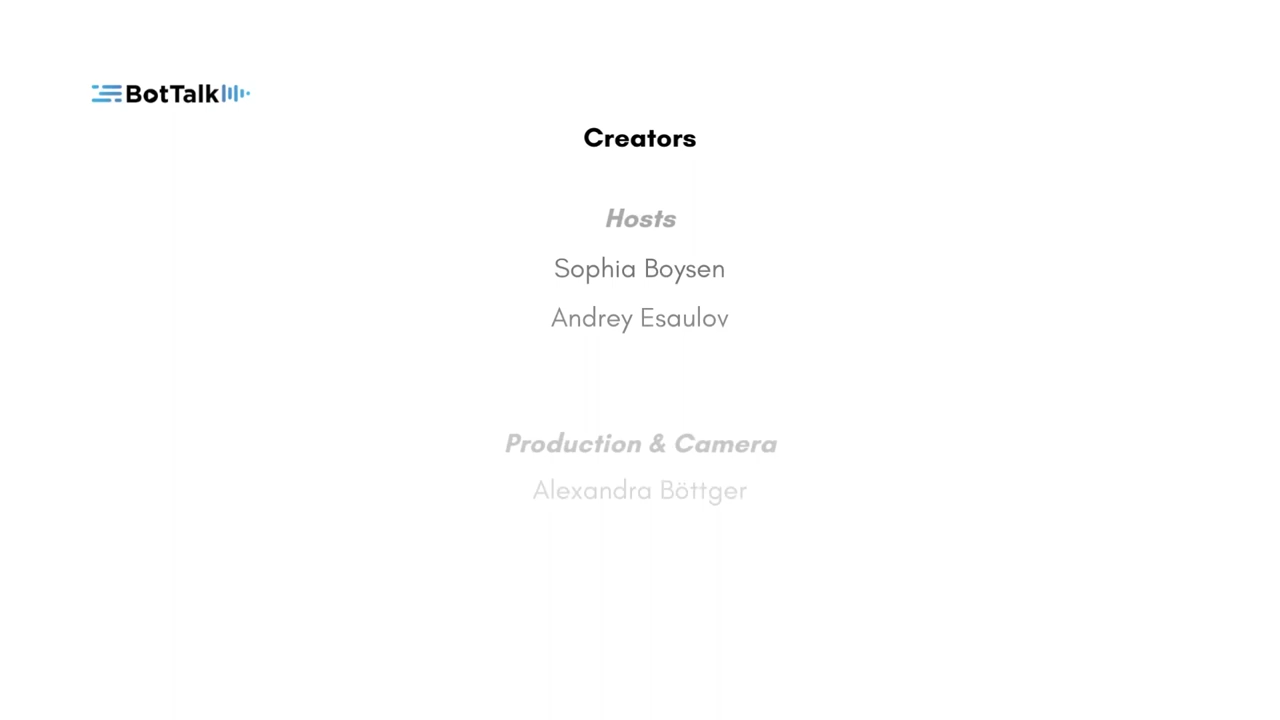 BotTalk
Creators
Hosts
Sophia Boysen
Andrey Esaulov
Production & Camera
Alexandra Böttger